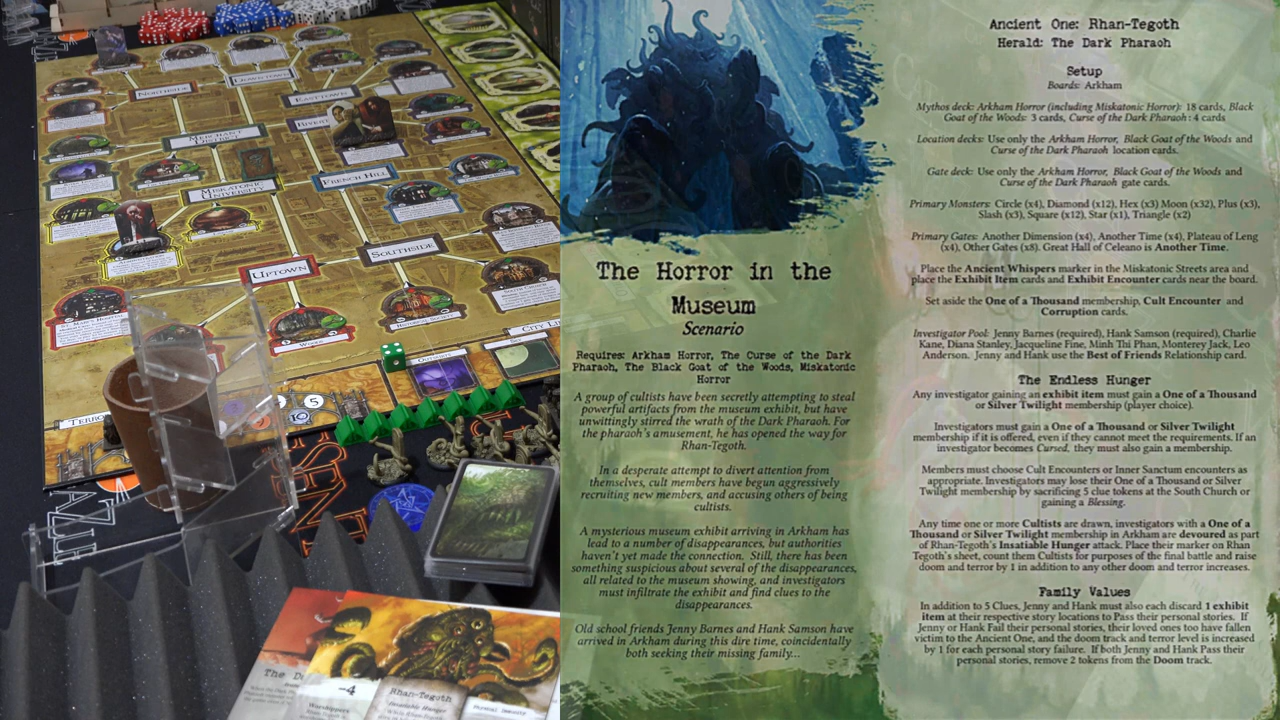 NORTHSIDE
DOWNTOWN
EASTTOWN
MERCHANT
DISTRICT
MISKATONIC
UNIVERSITY
FRENCH HILL
SOUTHSIDE
UPTOWN
ST. MARY'S HOSPITAL
WOODS
HISTORICAL SOCIETY
SOUTH CHURCH
OUTSKIRTS
TERRO
5
10
-4
Worshippers
Rhan-Tegoth
Insatiable Hunger
Physical Immunity
The Horror in the
Museum
Scenario
Requires: Arkham Horror, The Curse of the Dark
Pharaoh, The Black Goat of the Woods, Miskatonic
Horror
A group of cultists have been secretly attempting to steal
powerful artifacts from the museum exhibit, but have
unwittingly stirred the wrath of the Dark Pharaoh. For
the pharaoh's amusement, he has opened the way for
Rhan-Tegoth.
In a desperate attempt to divert attention from
themselves, cult members have begun aggressively
recruiting new members, and accusing others of being
cultists.
A mysterious museum exhibit arriving in Arkham has
lead to a number of disappearances, but authorities
haven't yet made the connection. Still, there has been
something suspicious about several of the disappearances,
all related to the museum showing, and investigators
must infiltrate the exhibit and find clues to the
disappearances.
Old school friends Jenny Barnes and Hank Samson have
arrived in Arkham during this dire time, coincidentally
both seeking their missing family...
Ancient One: Rhan-Tegoth
Herald: The Dark Pharaoh
Setup
Boards: Arkham
Mythos deck: Arkham Horror (including Miskatonic Horror): 18 cards, Black
Goat of the Woods: 3 cards, Curse of the Dark Pharaoh: 4 cards
Location decks: Use only the Arkham Horror, Black Goat of the Woods and
Curse of the Dark Pharaoh location cards.
Gate deck: Use only the Arkham Horror, Black Goat of the Woods and
Curse of the Dark Pharaoh gate cards.
Primary Monsters: Circle (x4), Diamond (x12), Hex (x3) Moon (x32), Plus (x3),
Slash (x3), Square (x12), Star (x1), Triangle (x2)
Primary Gates: Another Dimension (x4), Another Time (x4), Plateau of Leng
(x4), Other Gates (x8). Great Hall of Celeano is Another Time.
Place the Ancient Whispers marker in the Miskatonic Streets area and
place the Exhibit Item and Exhibit Encounter cards near the board.
Set aside the One of a Thousand membership, Cult Encounter and
Corruption cards.
Investigator Pool: Jenny Barnes (required), Hank Samson (required), Charlie
Kane, Diana Stanley, Jacqueline Fine, Minh Thi Phan, Monterey Jack, Leo
Anderson. Jenny and Hank use the Best of Friends Relationship card.
The Endless Hunger
Any investigator gaining an exhibit item must gain a One of a Thousand
or Silver Twilight membership (player choice).
Investigators must gain a One of a Thousand or Silver Twilight
membership if it is offered, even if they cannot meet the requirements. If an
investigator becomes Cursed, they must also gain a membership.
Members must choose Cult Encounters or Inner Sanctum encounters as
appropriate. Investigators may lose their One of a Thousand or Silver
Twilight membership by sacrificing 5 clue tokens at the South Church or
gaining a Blessing.
Any time one or more Cultists are drawn, investigators with a One of a
Thousand or Silver Twilight membership in Arkham are devoured as part
of Rhan-Tegoth's Insatiable Hunger attack. Place their marker on Rhan
Tegoth's sheet, count them Cultists for purposes of the final battle and raise
doom and terror by 1 in addition to any other doom and terror increases.
Family Values
In addition to 5 Clues, Jenny and Hank must also each discard 1 exhibit
item at their respective story locations to Pass their personal stories. If
Jenny or Hank Fail their personal stories, their loved ones too have fallen
victim to the Ancient One, and the doom track and terror level is increased
by 1 for each personal story failure. If both Jenny and Hank Pass their
personal stories, remove 2 tokens from the Doom track.